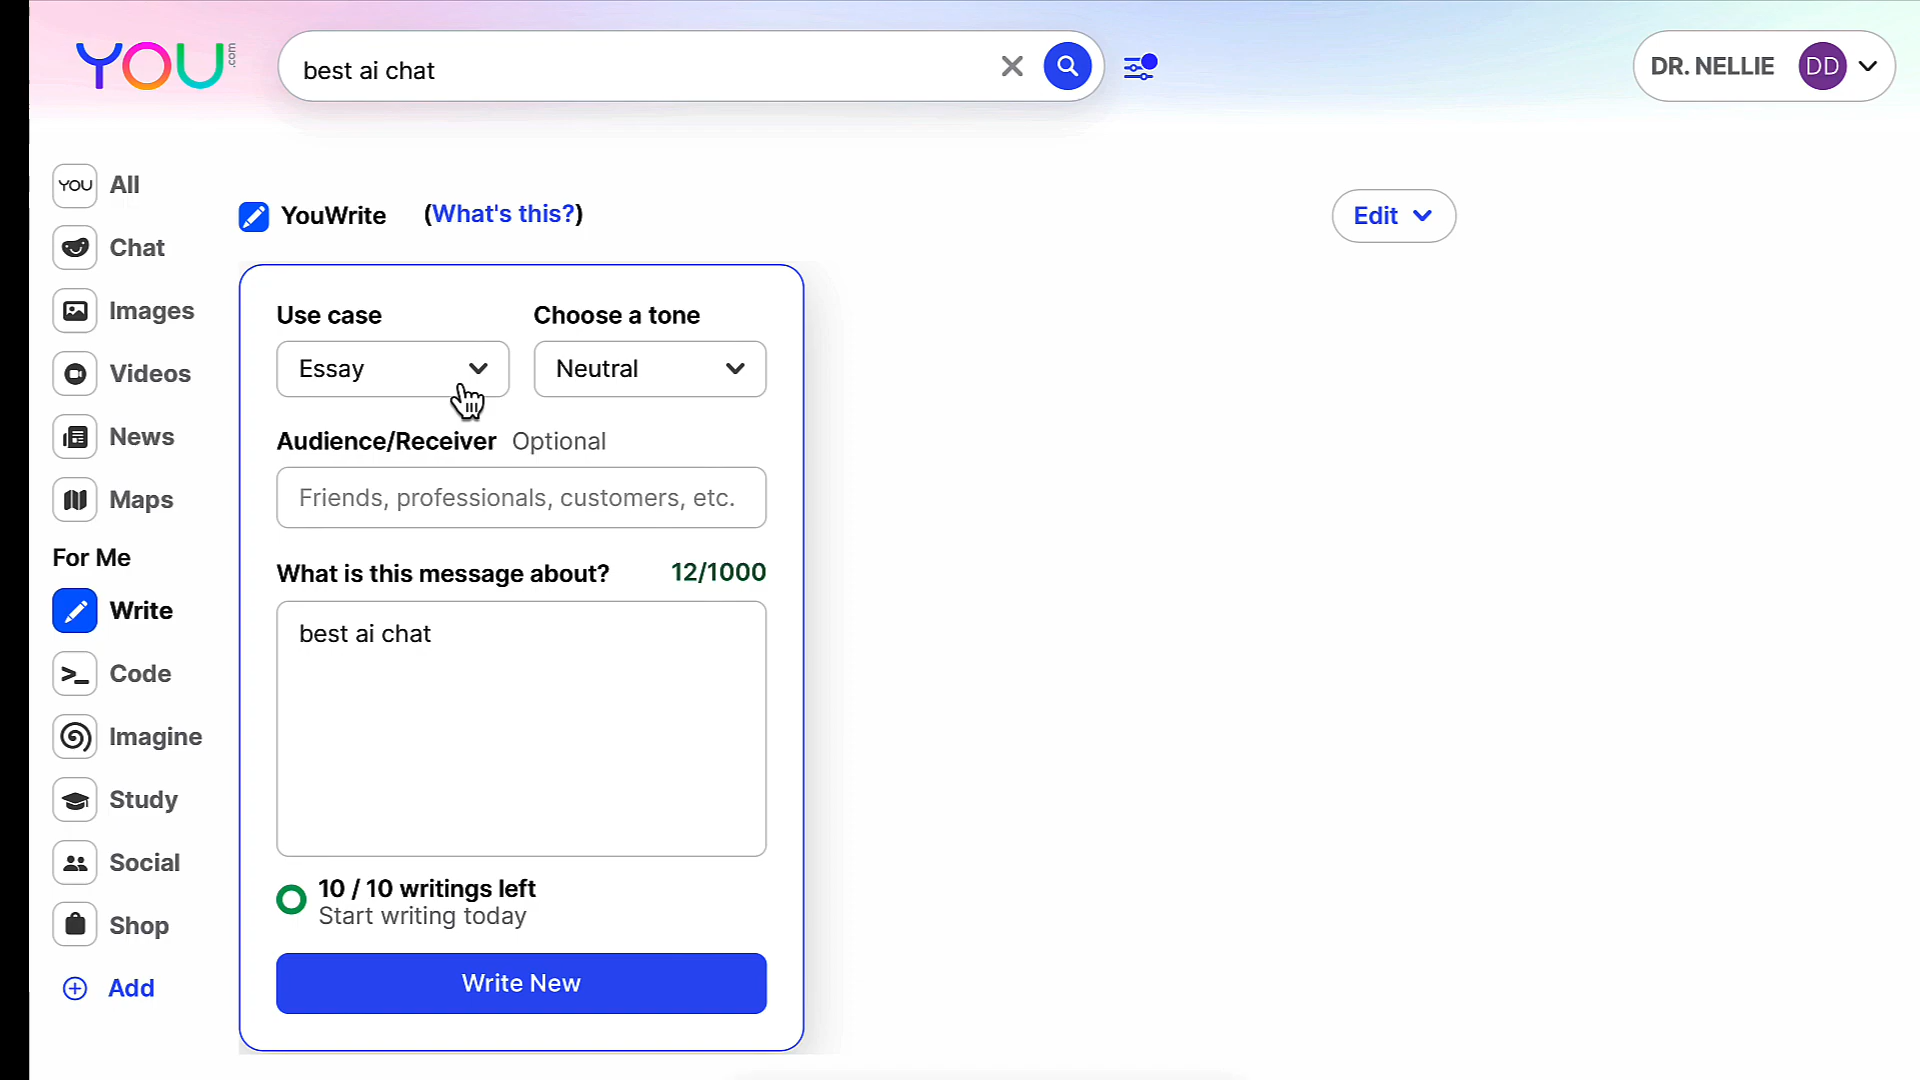 YOU.com
best ai chat
DR. NELLIE DD
YOU All
Chat
Images
Videos
News
Maps
For Me
Write
Code
Imagine
Study
Social
Shop
Add
YouWrite (What's this?)
Edit
Use case Choose a tone
Essay Neutral
Audience/Receiver Optional
Friends, professionals, customers, etc.
What is this message about? 12/1000
best ai chat
10 / 10 writings left
Start writing today
Write New